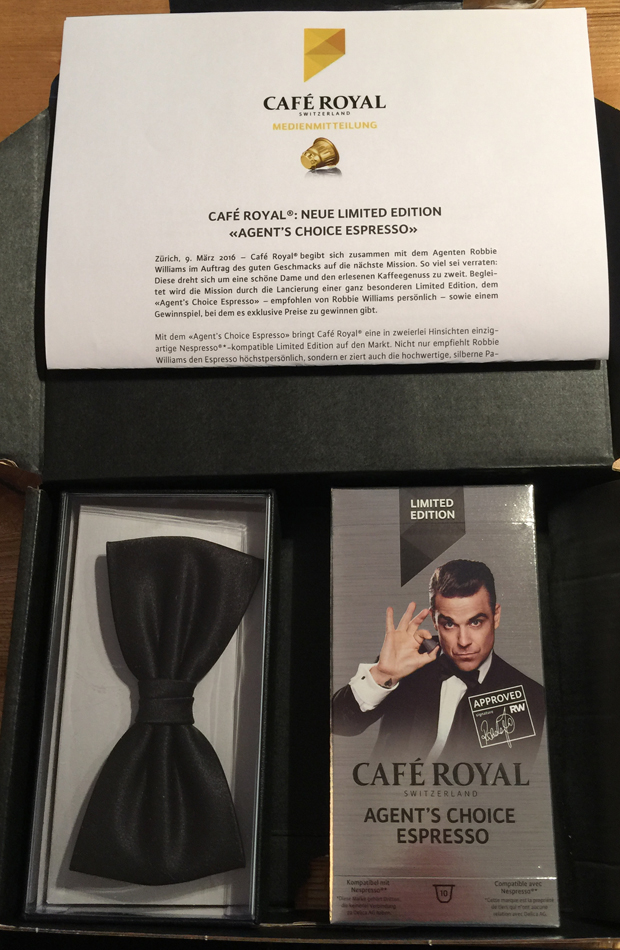 CAFÉ ROYAL
SWITZERLAND
MEDIENMITTEILUNG
CAFÉ ROYAL®: NEUE LIMITED EDITION
«AGENT'S CHOICE ESPRESSO»
Zürich, 9. März 2016 – Café Royal® begibt sich zusammen mit dem Agenten Robbie
Williams im Auftrag des guten Geschmacks auf die nächste Mission. So viel sei verraten:
Diese dreht sich um eine schöne Dame und den erlesenen Kaffeegenuss zu zweit. Beglei-
tet wird die Mission durch die Lancierung einer ganz besonderen Limited Edition, dem
«Agent's Choice Espresso» – empfohlen von Robbie Williams persönlich – sowie einem
Gewinnspiel, bei dem es exklusive Preise zu gewinnen gibt.
Mit dem «Agent's Choice Espresso» bringt Café Royal® eine in zweierlei Hinsichten einzig-
artige Nespresso®*-kompatible Limited Edition auf den Markt. Nicht nur empfiehlt Robbie
Williams den Espresso höchstpersönlich, sondern er ziert auch die hochwertige, silberne Pa-
LIMITED
EDITION
APPROVED
signature RW
CAFÉ ROYAL
SWITZERLAND
AGENT'S CHOICE
ESPRESSO
Kompatibel mit
Nespresso®*
10
Compatible avec
Nespresso®*